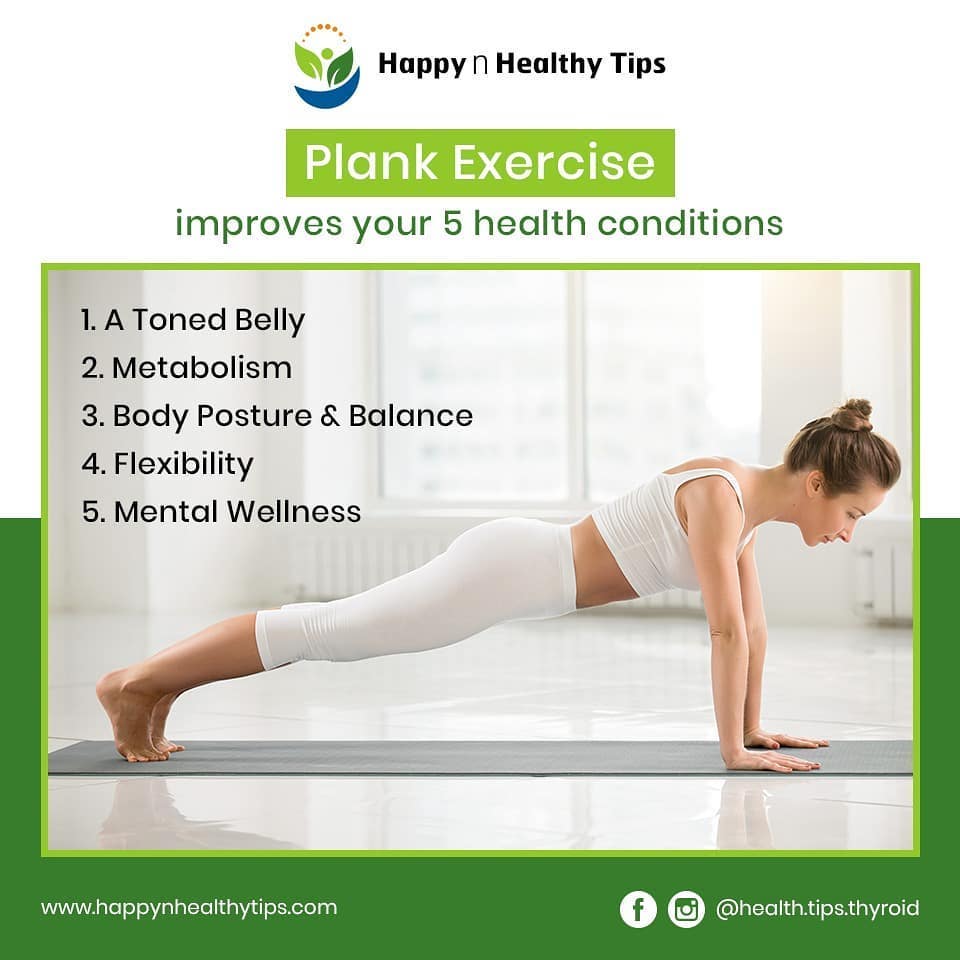 Happy n Healthy Tips
Plank Exercise
improves your 5 health conditions
1. A Toned Belly
2. Metabolism
3. Body Posture & Balance
4. Flexibility
5. Mental Wellness
www.happynhealthytips.com
@health.tips.thyroid